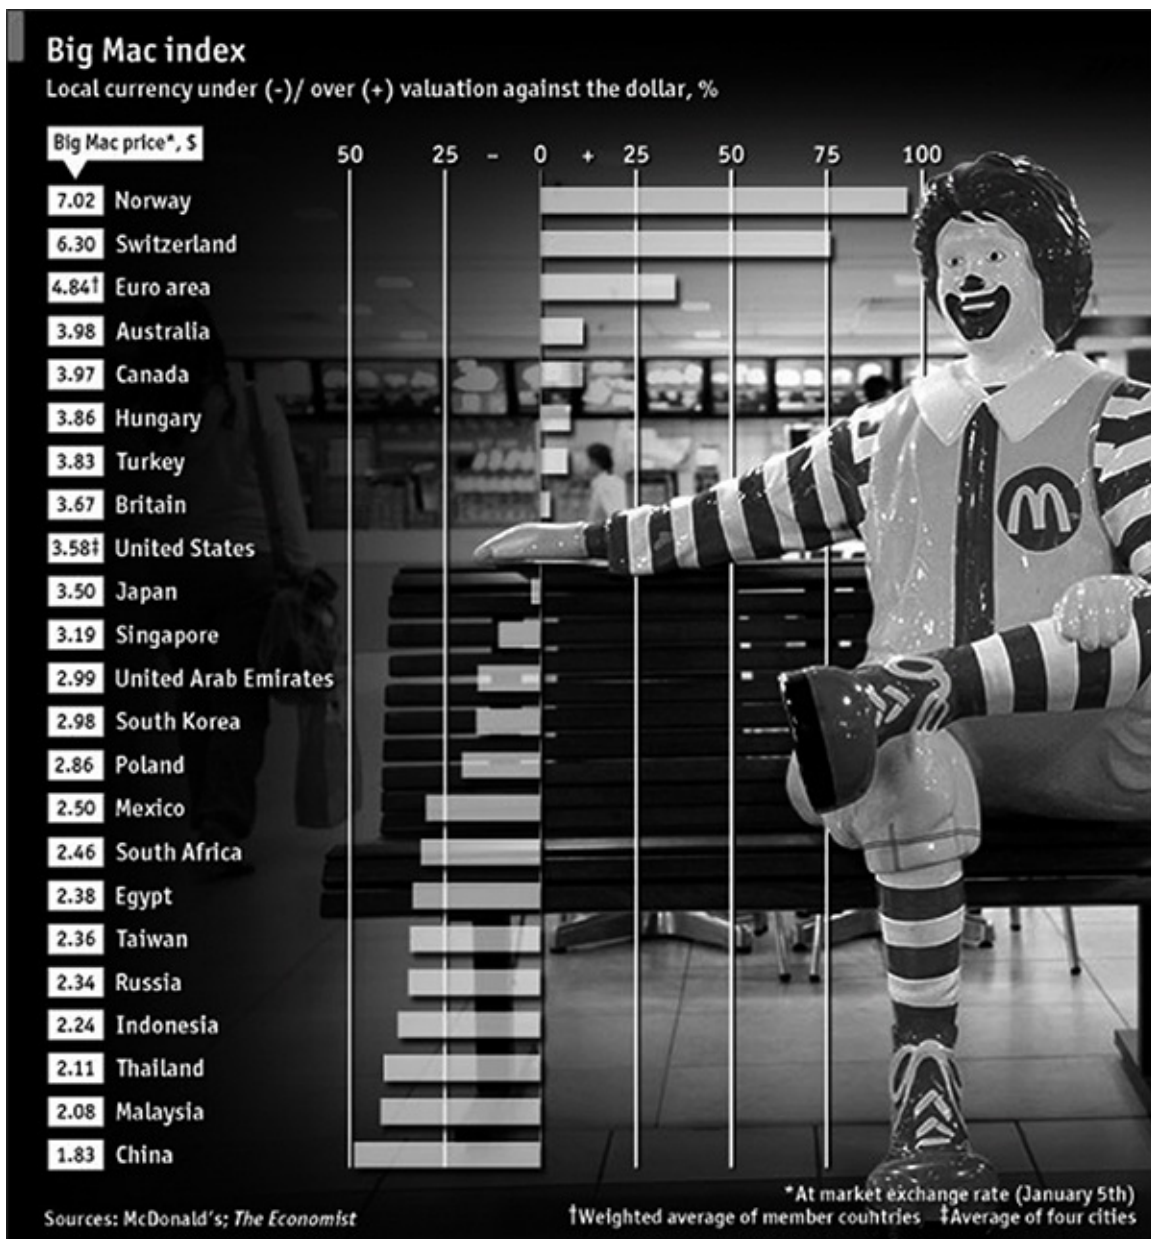 Big Mac index
Local currency under (-)/ over (+) valuation against the dollar, %
Big Mac price*, $
50 25 – 0 + 25 50 75 100
7.02 Norway
6.30 Switzerland
4.84† Euro area
3.98 Australia
3.97 Canada
3.86 Hungary
3.83 Turkey
3.67 Britain
3.58‡ United States
3.50 Japan
3.19 Singapore
2.99 United Arab Emirates
2.98 South Korea
2.86 Poland
2.50 Mexico
2.46 South Africa
2.38 Egypt
2.36 Taiwan
2.34 Russia
2.24 Indonesia
2.11 Thailand
2.08 Malaysia
1.83 China
*At market exchange rate (January 5th)
Sources: McDonald's; The Economist †Weighted average of member countries ‡Average of four cities